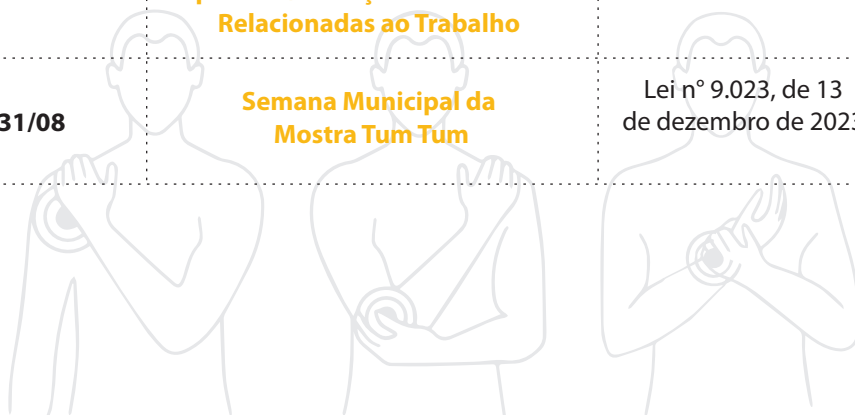 Relacionadas ao Trabalho
31/08
Semana Municipal da
Mostra Tum Tum
Lei n° 9.023, de 13
de dezembro de 2023